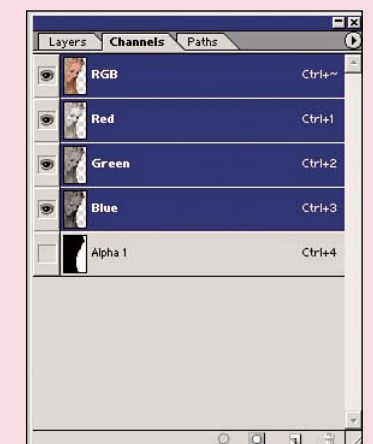 Layers Channels Paths
RGB Ctrl+~
Red Ctrl+1
Green Ctrl+2
Blue Ctrl+3
Alpha 1 Ctrl+4